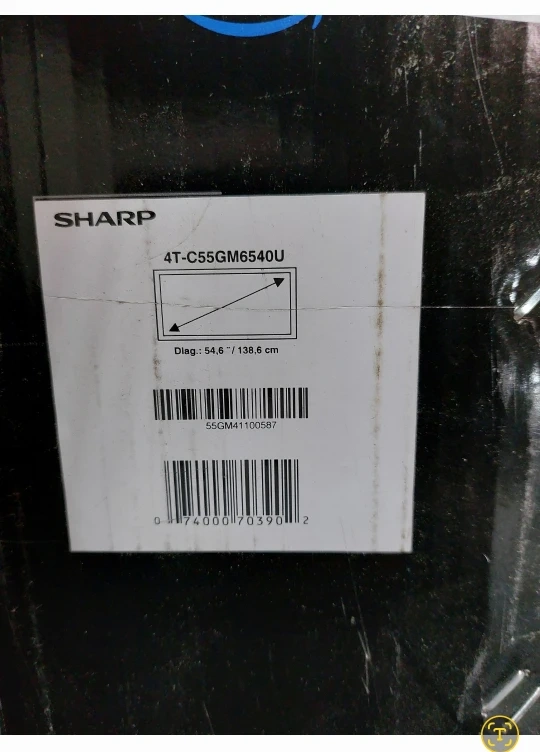 SHARP
4T-C55GM6540U
Diag.: 54,6 ˝ / 138,6 cm
55GM41100587
0 74000 70390 2
T